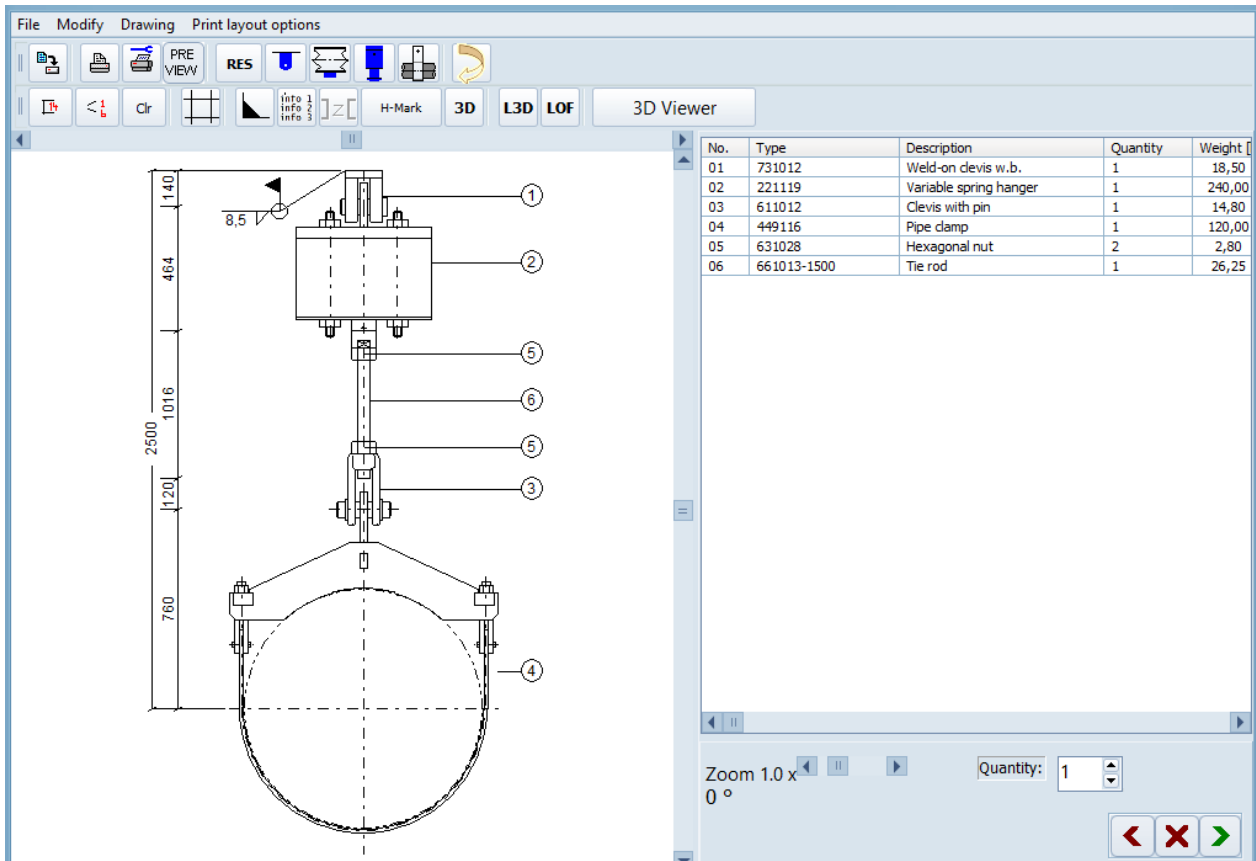 File Modify Drawing Print layout options
PRE
VIEW
RES
14
1
6
Clr
info 1
info 2
info 3
]Z[
H-Mark
3D
L3D
LOF
3D Viewer
140
8,5
464
1016
2500
120
760
1
2
5
6
5
3
4
No. Type Description Quantity Weight [
01 731012 Weld-on clevis w.b. 1 18,50
02 221119 Variable spring hanger 1 240,00
03 611012 Clevis with pin 1 14,80
04 449116 Pipe clamp 1 120,00
05 631028 Hexagonal nut 2 2,80
06 661013-1500 Tie rod 1 26,25
Zoom 1.0 x
0 °
Quantity: 1